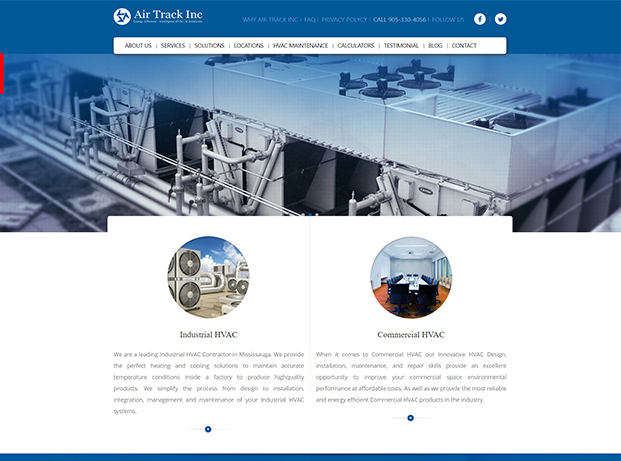 Air Track Inc
Energy Efficient - Intelligent HVAC-R Solutions
WHY AIR TRACK INC | FAQ | PRIVACY POLYCY | CALL 905-330-4056 | FOLLOW US
ABOUT US | SERVICES | SOLUTIONS | LOCATIONS | HVAC MAINTENANCE | CALCULATORS | TESTIMONIAL | BLOG | CONTACT
Industrial HVAC
We are a leading Industrial HVAC Contractor in Mississauga. We provide
the perfect heating and cooling solutions to maintain accurate
temperature conditions inside a factory to produce highquality
products. We simplify the process from design to installation,
integration, management and maintenance of your Industrial HVAC
systems.
Commercial HVAC
When it comes to Commercial HVAC our Innovative HVAC Design,
installation, maintenance, and repair skills provide an excellent
opportunity to improve your commercial space environmental
performance at affordable costs. As well as we provide the most reliable
and energy efficient Commercial HVAC products in the industry.